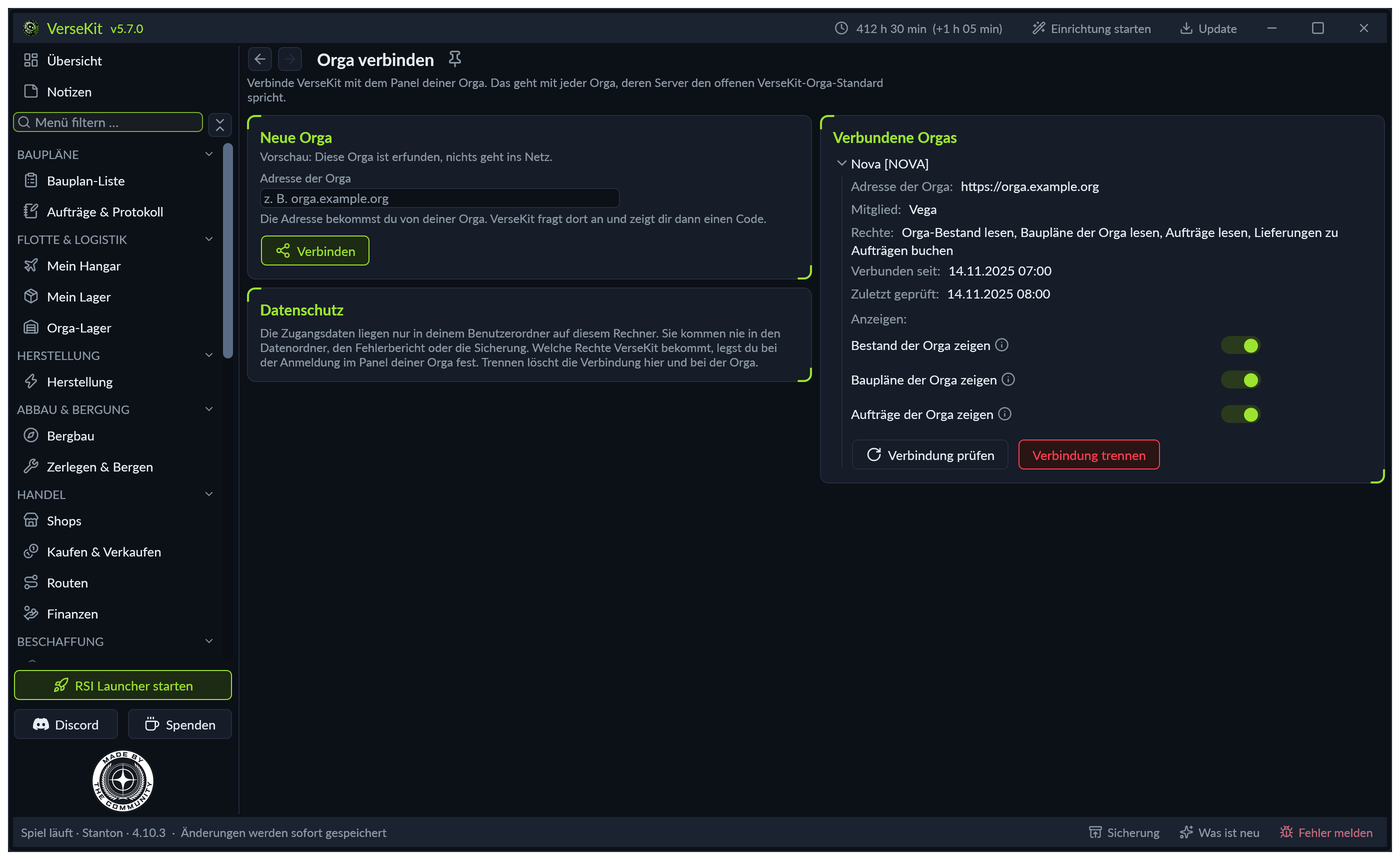 VerseKit v5.7.0
412 h 30 min (+1 h 05 min)
Einrichtung starten
Update
Übersicht
Notizen
Menü filtern ...
BAUPLÄNE
Bauplan-Liste
Aufträge & Protokoll
FLOTTE & LOGISTIK
Mein Hangar
Mein Lager
Orga-Lager
HERSTELLUNG
Herstellung
ABBAU & BERGUNG
Bergbau
Zerlegen & Bergen
HANDEL
Shops
Kaufen & Verkaufen
Routen
Finanzen
BESCHAFFUNG
RSI Launcher starten
Discord
Spenden
MADE BY
THE COMMUNITY
Orga verbinden
Verbinde VerseKit mit dem Panel deiner Orga. Das geht mit jeder Orga, deren Server den offenen VerseKit-Orga-Standard
spricht.
Neue Orga
Vorschau: Diese Orga ist erfunden, nichts geht ins Netz.
Adresse der Orga
z. B. orga.example.org
Die Adresse bekommst du von deiner Orga. VerseKit fragt dort an und zeigt dir dann einen Code.
Verbinden
Datenschutz
Die Zugangsdaten liegen nur in deinem Benutzerordner auf diesem Rechner. Sie kommen nie in den
Datenordner, den Fehlerbericht oder die Sicherung. Welche Rechte VerseKit bekommt, legst du bei
der Anmeldung im Panel deiner Orga fest. Trennen löscht die Verbindung hier und bei der Orga.
Verbundene Orgas
Nova [NOVA]
Adresse der Orga: https://orga.example.org
Mitglied: Vega
Rechte: Orga-Bestand lesen, Baupläne der Orga lesen, Aufträge lesen, Lieferungen zu
Aufträgen buchen
Verbunden seit: 14.11.2025 07:00
Zuletzt geprüft: 14.11.2025 08:00
Anzeigen:
Bestand der Orga zeigen
Baupläne der Orga zeigen
Aufträge der Orga zeigen
Verbindung prüfen
Verbindung trennen
Spiel läuft · Stanton · 4.10.3 · Änderungen werden sofort gespeichert
Sicherung
Was ist neu
Fehler melden